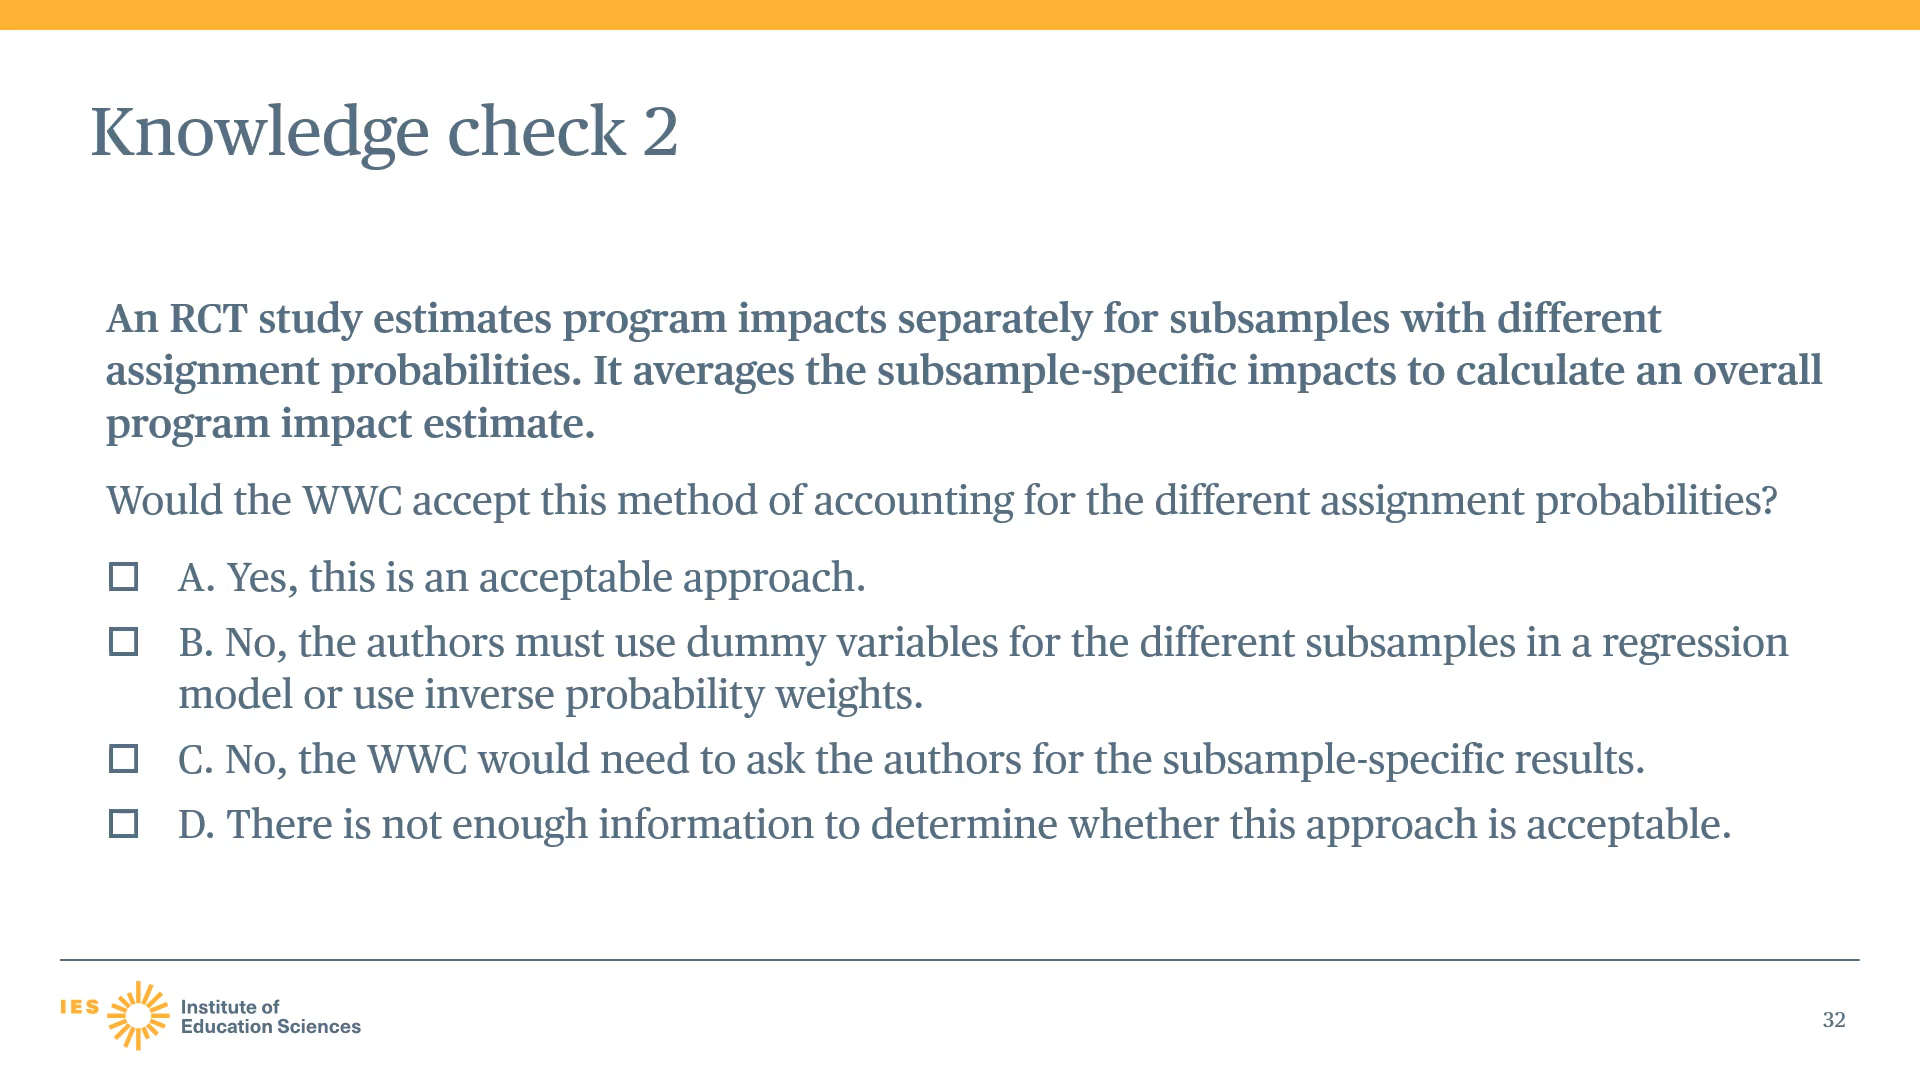 Knowledge check 2
An RCT study estimates program impacts separately for subsamples with different
assignment probabilities. It averages the subsample-specific impacts to calculate an overall
program impact estimate.
Would the WWC accept this method of accounting for the different assignment probabilities?
A. Yes, this is an acceptable approach.
B. No, the authors must use dummy variables for the different subsamples in a regression
model or use inverse probability weights.
C. No, the WWC would need to ask the authors for the subsample-specific results.
D. There is not enough information to determine whether this approach is acceptable.
IES
Institute of
Education Sciences
32